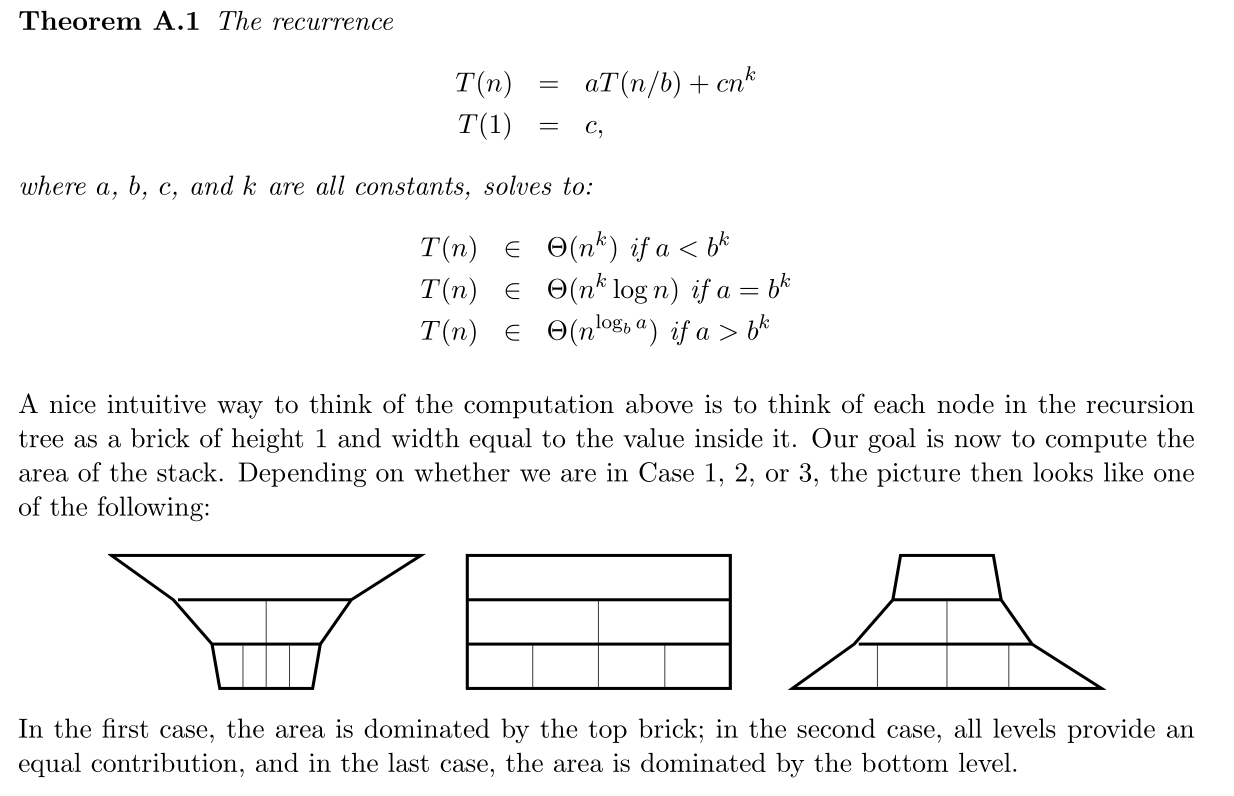 Theorem A.1 The recurrence
T(n) = aT(n/b) + cn^k
T(1) = c,
where a, b, c, and k are all constants, solves to:
T(n) ∈ Θ(n^k) if a < b^k
T(n) ∈ Θ(n^k log n) if a = b^k
T(n) ∈ Θ(n^{log_b a}) if a > b^k
A nice intuitive way to think of the computation above is to think of each node in the recursion
tree as a brick of height 1 and width equal to the value inside it. Our goal is now to compute the
area of the stack. Depending on whether we are in Case 1, 2, or 3, the picture then looks like one
of the following:
In the first case, the area is dominated by the top brick; in the second case, all levels provide an
equal contribution, and in the last case, the area is dominated by the bottom level.